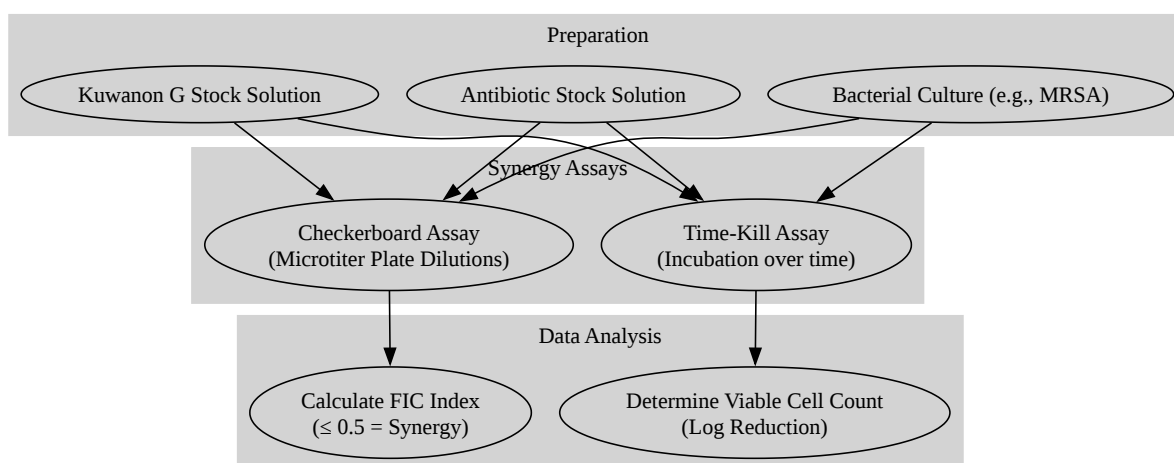 Preparation
Kuwanon G Stock Solution
Antibiotic Stock Solution
Bacterial Culture (e.g., MRSA)
Synergy Assays
Checkerboard Assay
(Microtiter Plate Dilutions)
Time-Kill Assay
(Incubation over time)
Data Analysis
Calculate FIC Index
(≤ 0.5 = Synergy)
Determine Viable Cell Count
(Log Reduction)